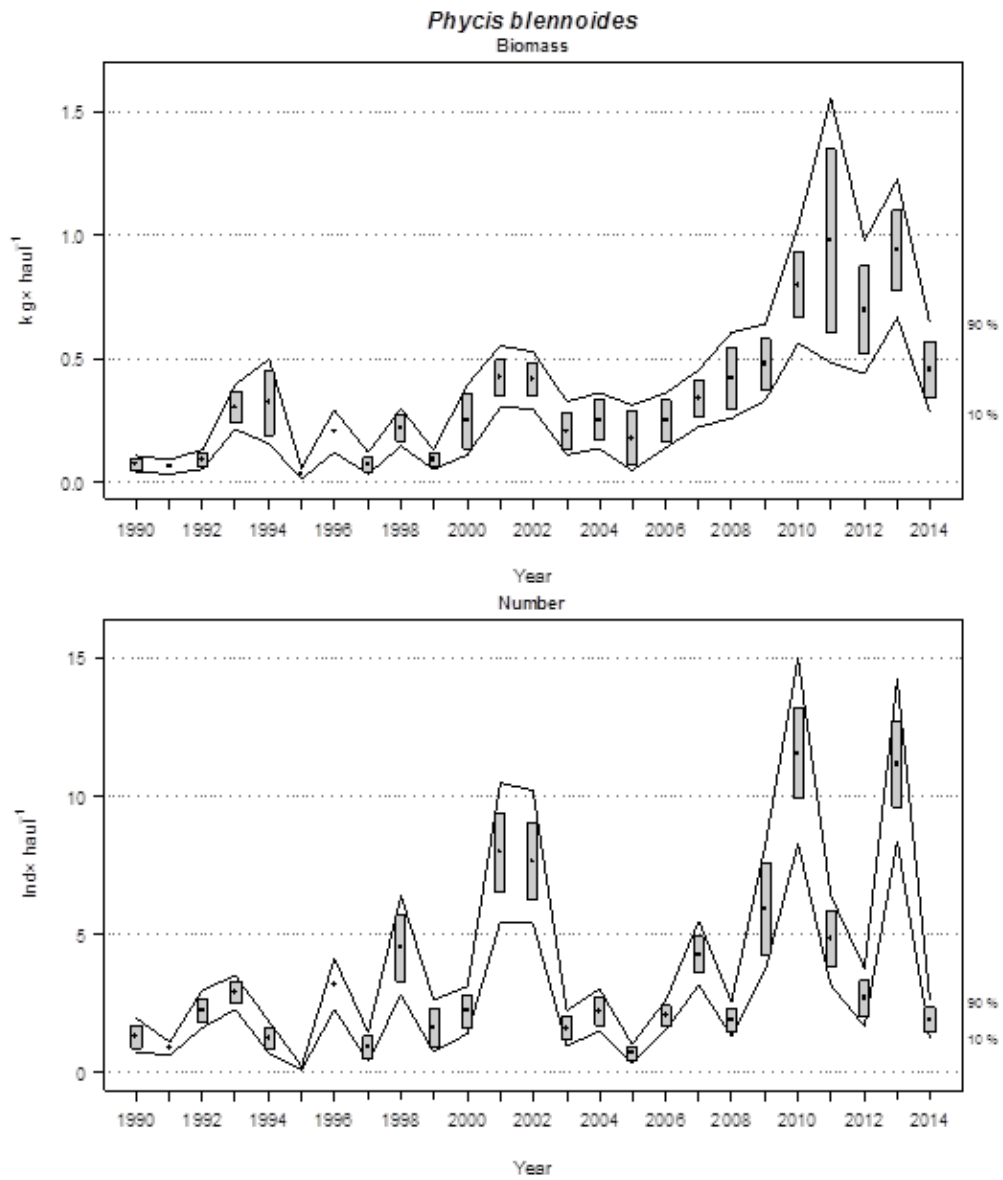 Phycis blennoides
Biomass
1.5
1.0
0.5
0.0
kg× haul⁻¹
90 %
10 %
1990 1992 1994 1996 1998 2000 2002 2004 2006 2008 2010 2012 2014
Year
Number
15
10
5
0
Ind× haul⁻¹
90 %
10 %
1990 1992 1994 1996 1998 2000 2002 2004 2006 2008 2010 2012 2014
Year